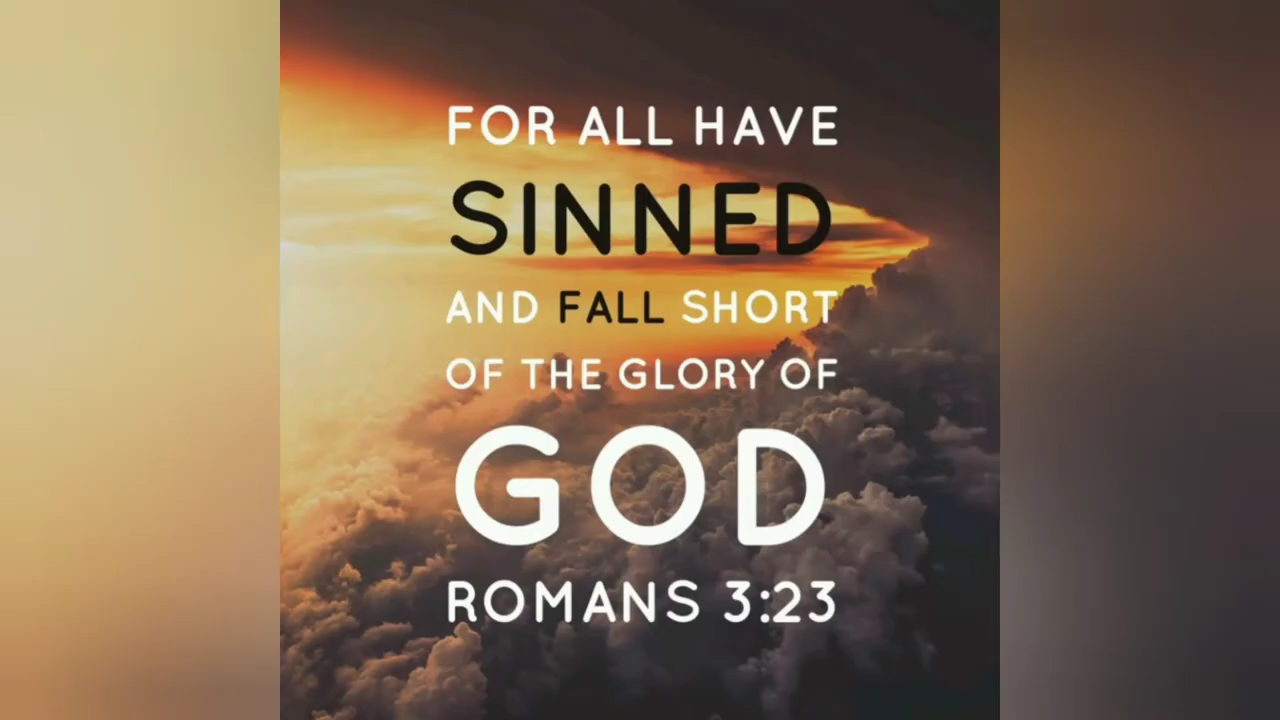 FOR ALL HAVE
SINNED
AND FALL SHORT
OF THE GLORY OF
GOD
ROMANS 3:23